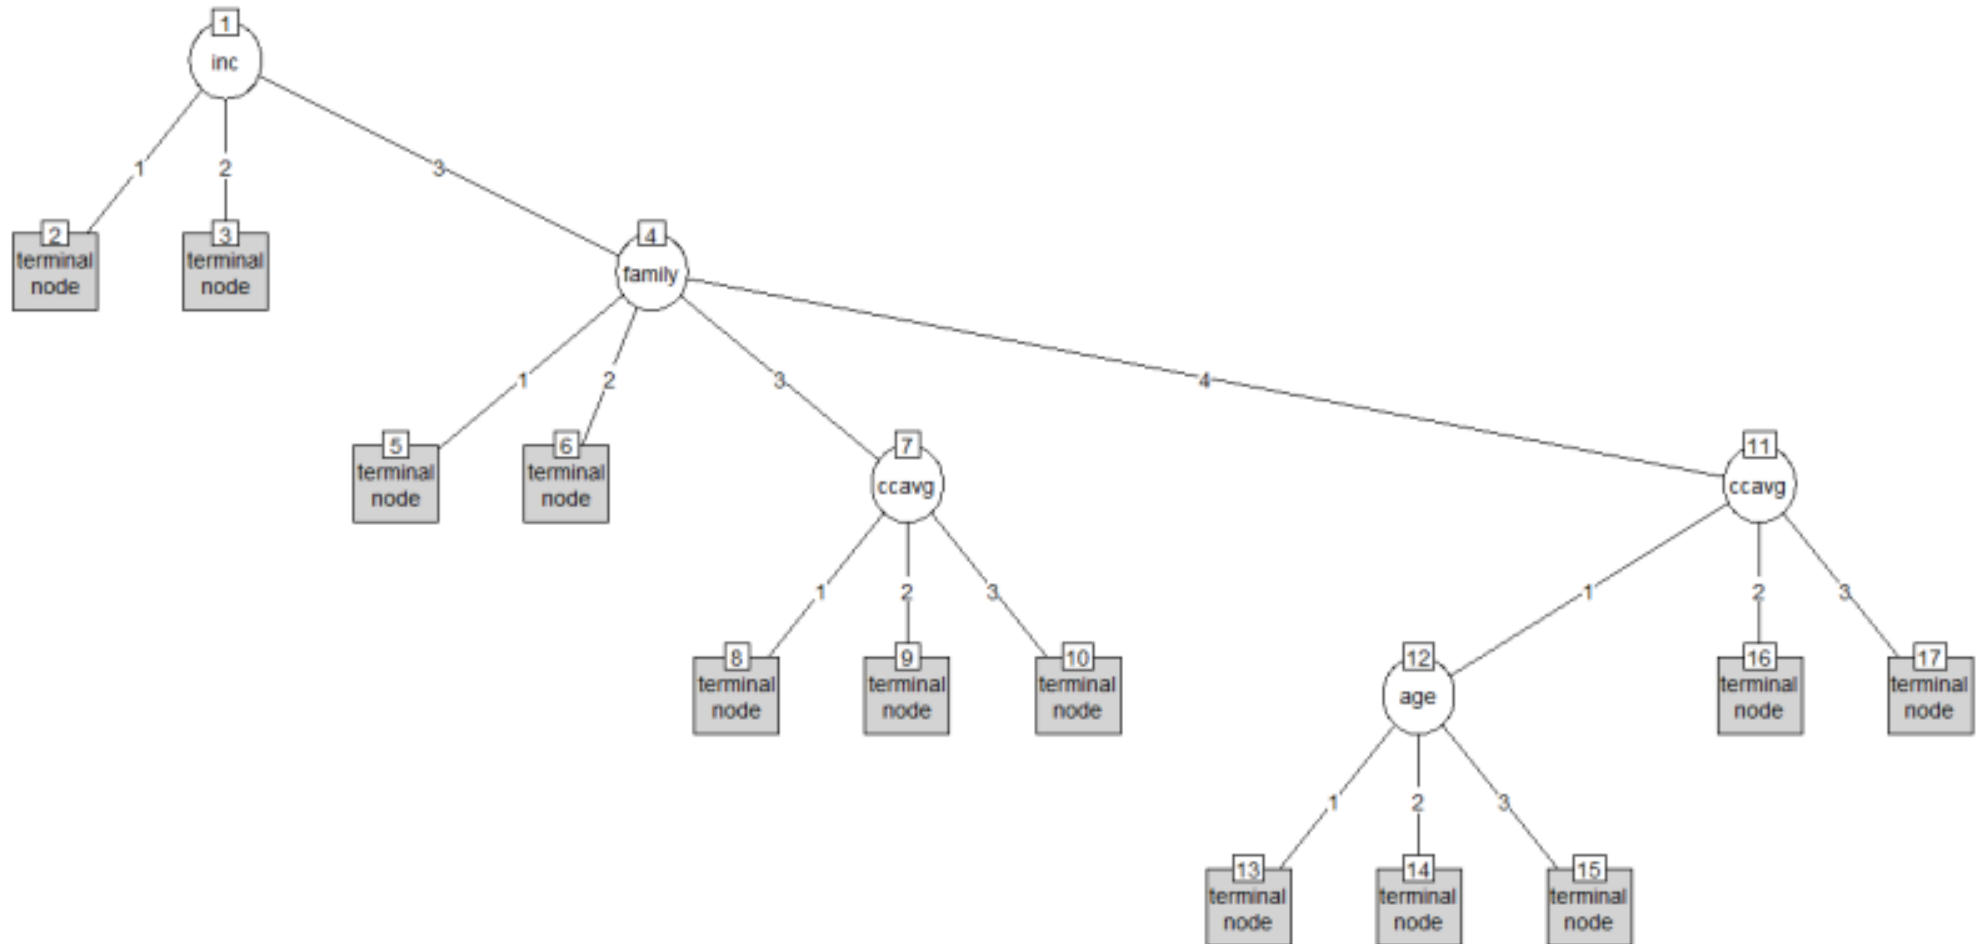 1
inc
1
2
3
2
terminal
node
3
terminal
node
4
family
1
2
3
4
5
terminal
node
6
terminal
node
7
ccavg
11
ccavg
1
2
3
1
2
3
8
terminal
node
9
terminal
node
10
terminal
node
12
age
16
terminal
node
17
terminal
node
1
2
3
13
terminal
node
14
terminal
node
15
terminal
node